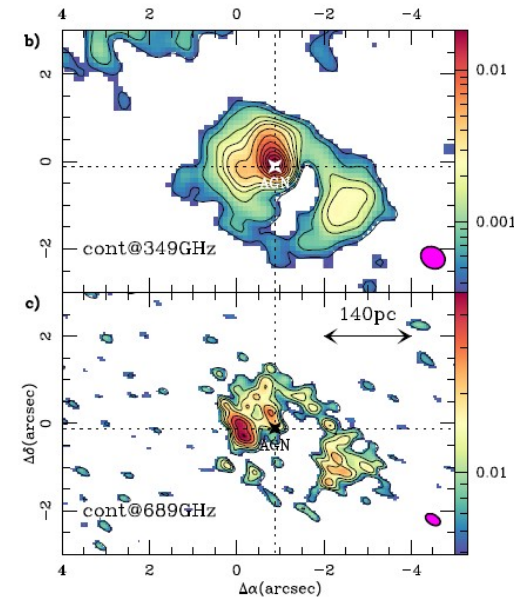 4 2 0 −2 −4
b)
2
0
−2
0.01
0.001
AGN
cont@349GHz
c)
140pc
2
0
−2
0.01
AGN
cont@689GHz
Δδ(arcsec)
4 2 0 −2 −4
Δα(arcsec)